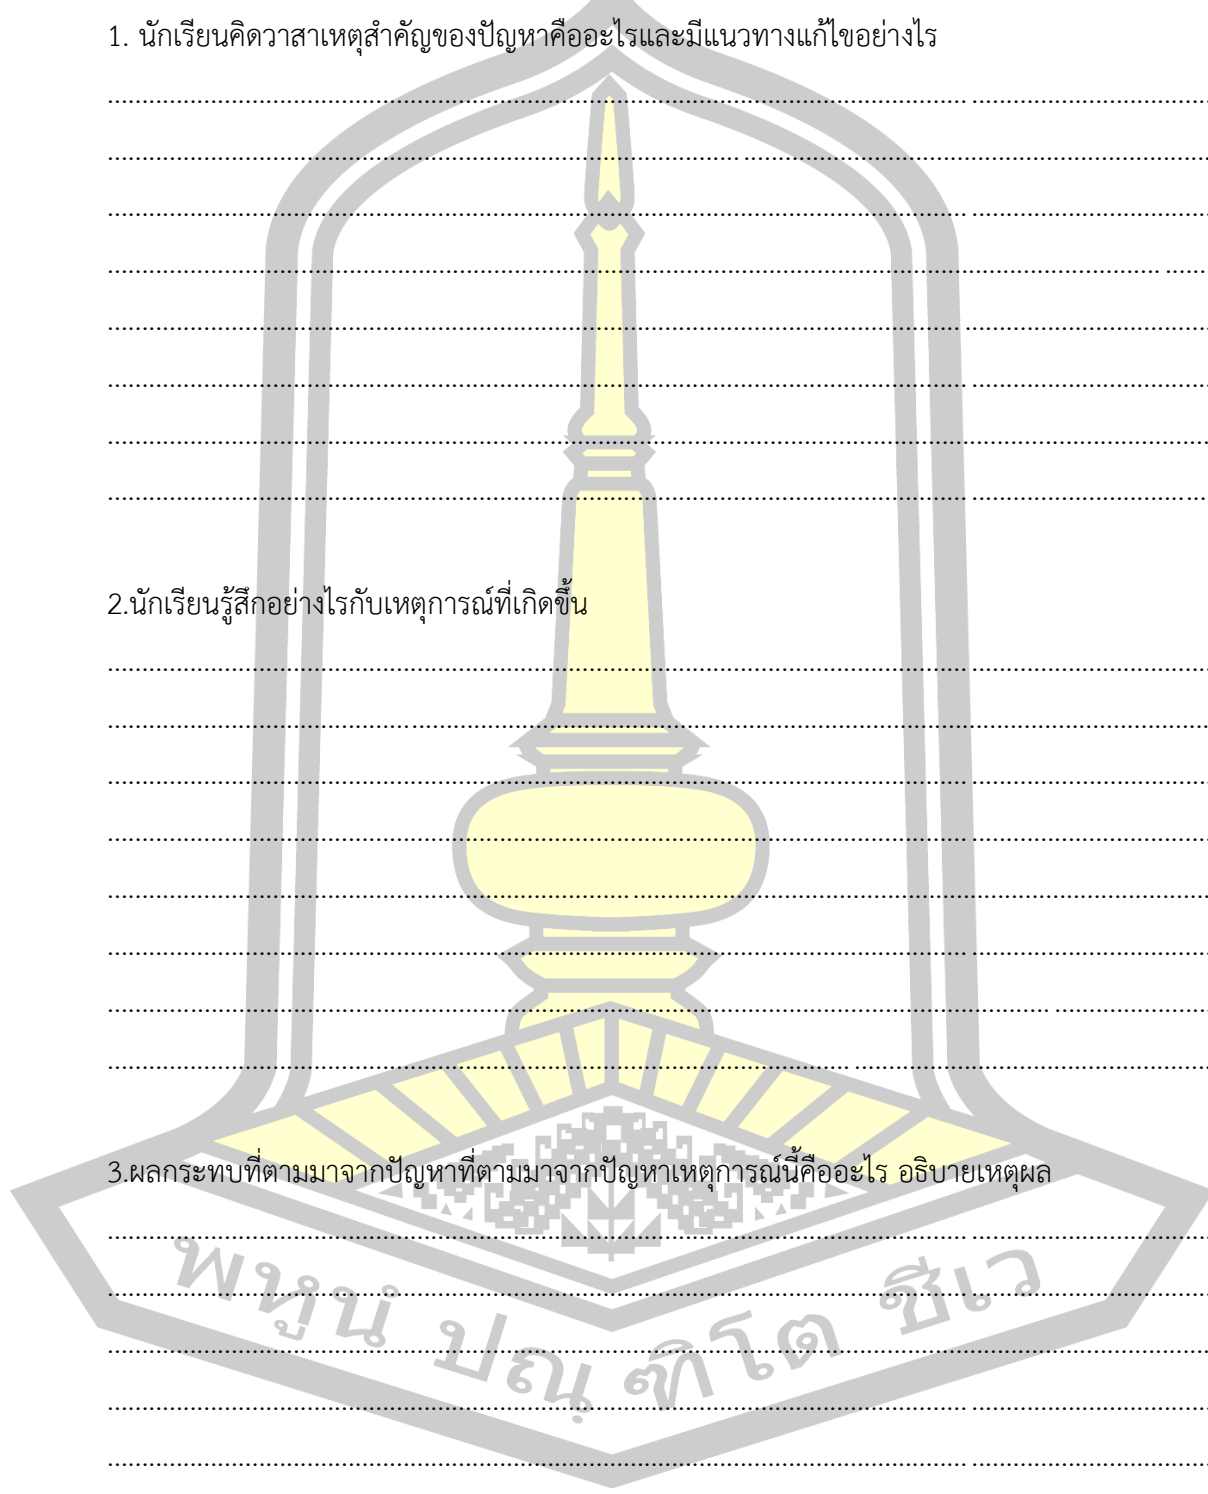 1. นักเรียนคิดวาสาเหตุสำคัญของปัญหาคืออะไรและมีแนวทางแก้ไขอย่างไร
2.นักเรียนรู้สึกอย่างไรกับเหตุการณ์ที่เกิดขึ้น
3.ผลกระทบที่ตามมาจากปัญหาที่ตามมาจากปัญหาเหตุการณ์นี้คืออะไร อธิบายเหตุผล
พหูนํ ปณฺฑิโต ชีเว